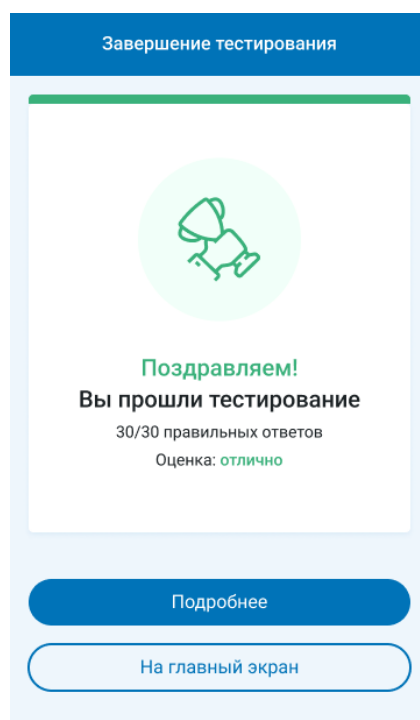 Завершение тестирования
Поздравляем!
Вы прошли тестирование
30/30 правильных ответов
Оценка: отлично
Подробнее
На главный экран